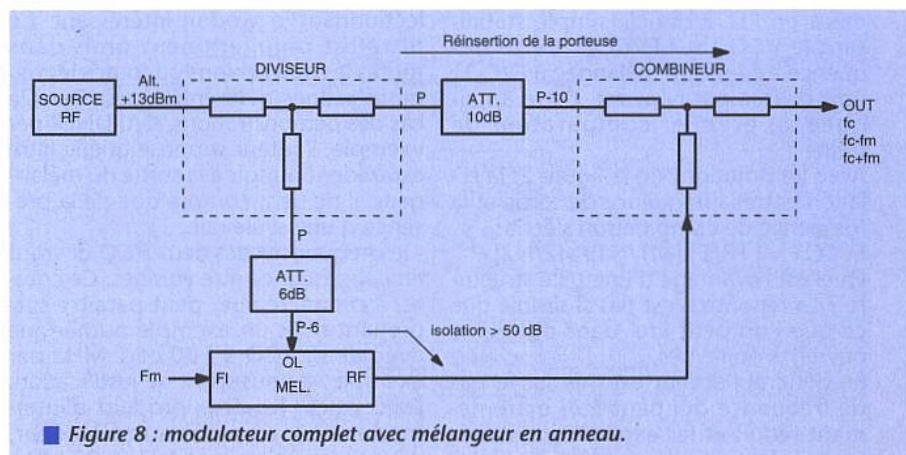 Réinsertion de la porteuse
DIVISEUR
COMBINEUR
SOURCE
RF
Alt.
+13dBm
P
ATT.
10dB
P-10
OUT
fc
fc-fm
fc+fm
P
ATT.
6dB
P-6
isolation > 50 dB
Fm
FI
OL
MEL.
RF
Figure 8 : modulateur complet avec mélangeur en anneau.